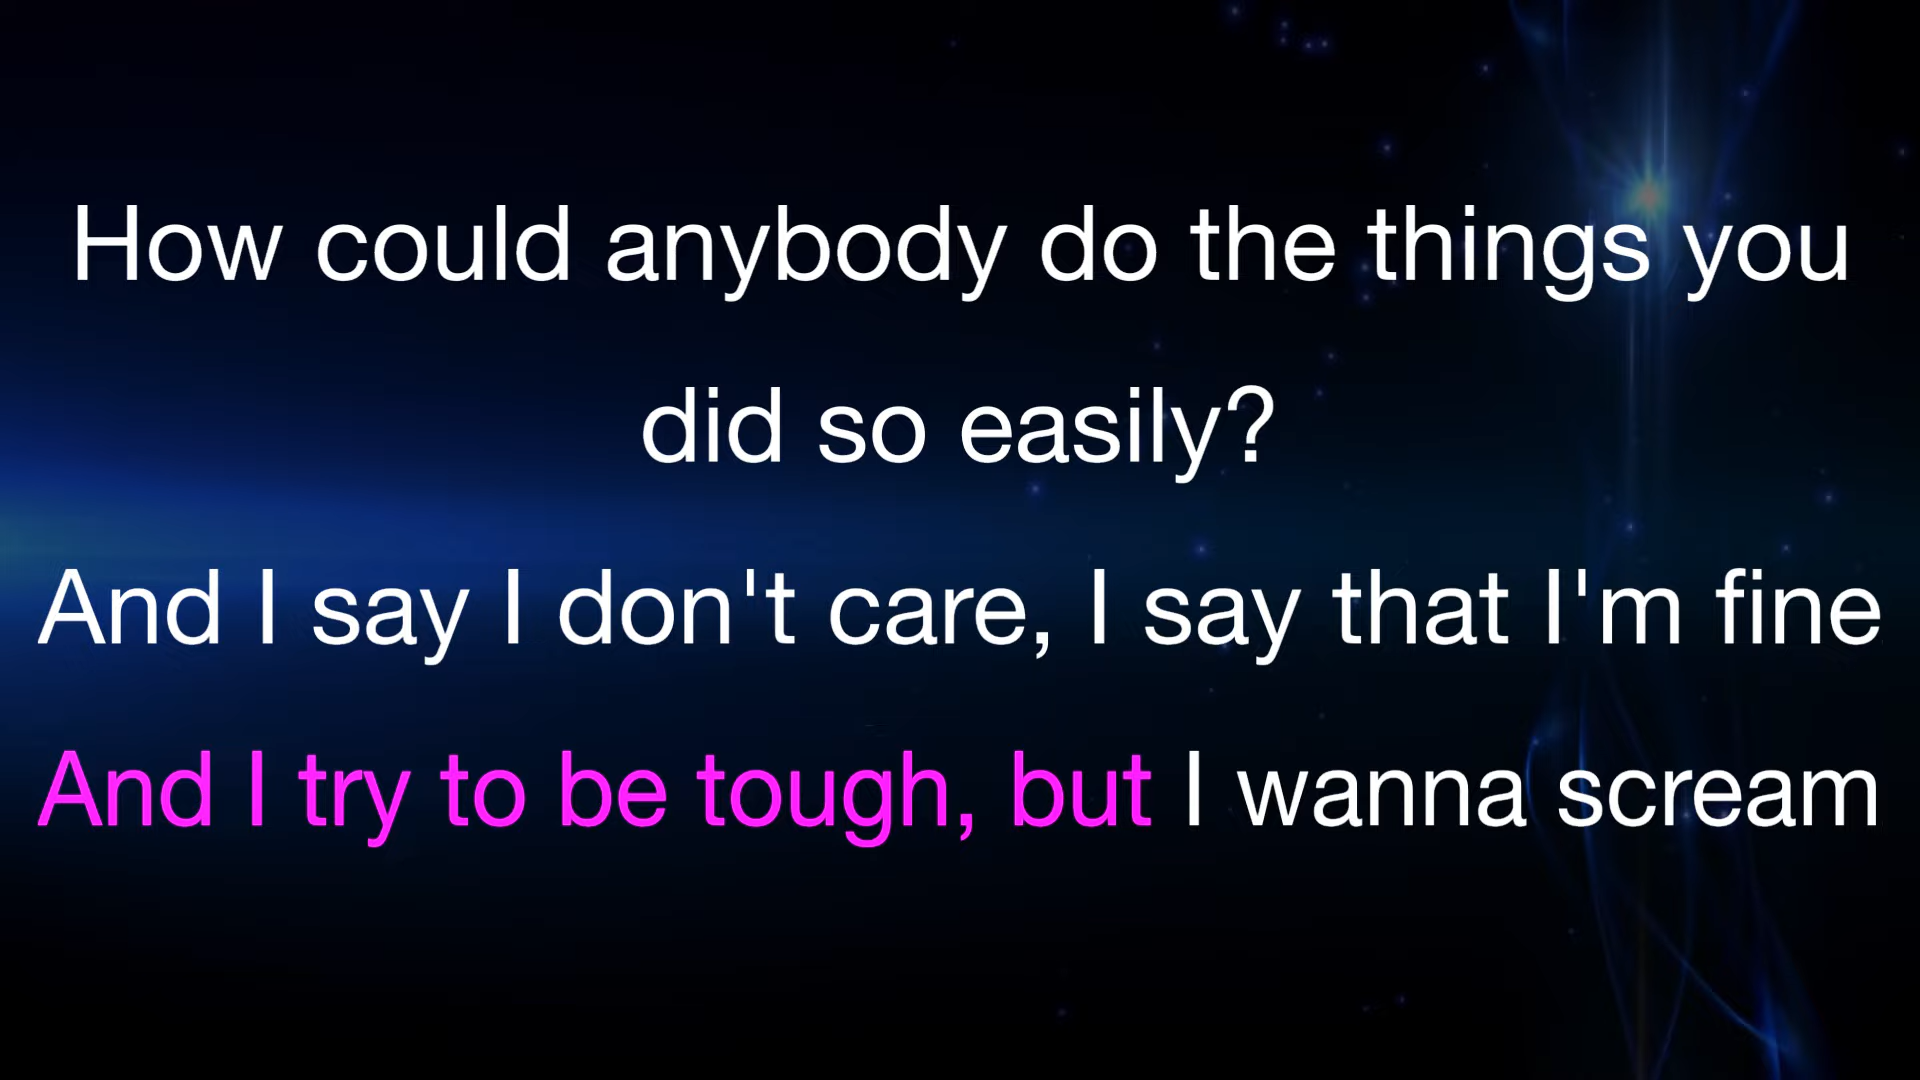 How could anybody do the things you
did so easily?
And I say I don't care, I say that I'm fine
And I try to be tough, but I wanna scream